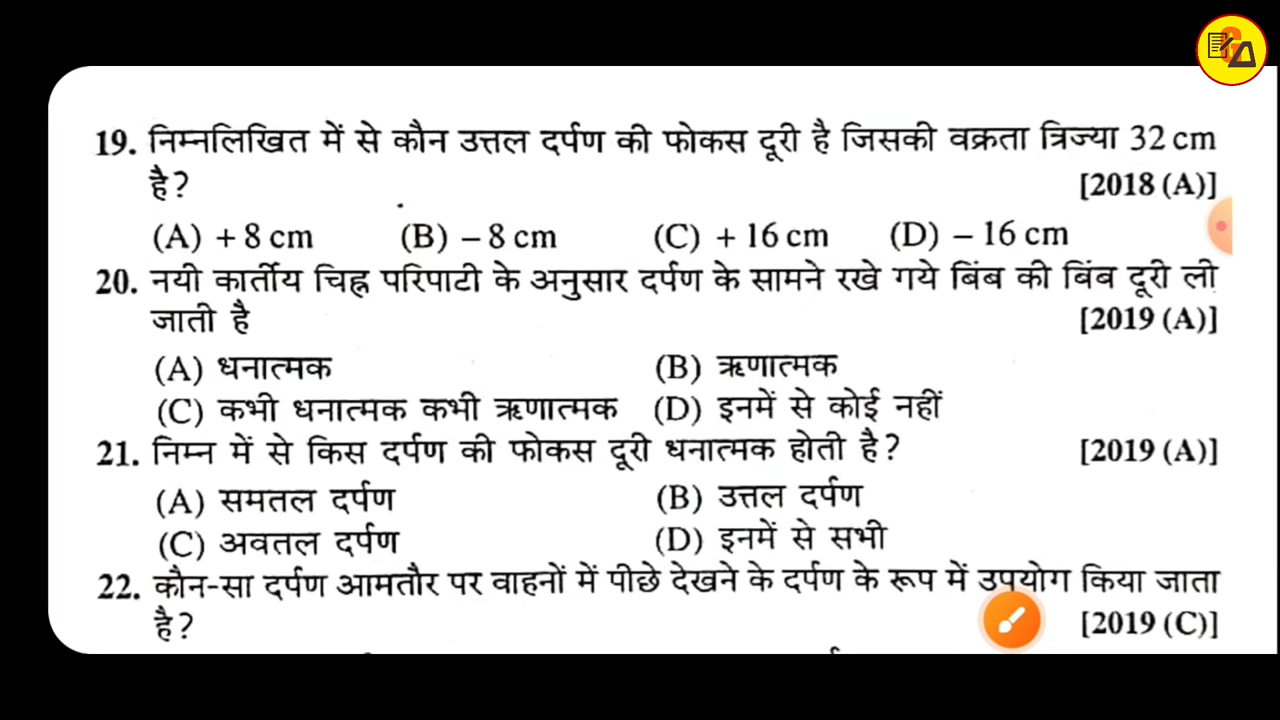 19. निम्नलिखित में से कौन उत्तल दर्पण की फोकस दूरी है जिसकी वक्रता त्रिज्या 32 cm
है? [2018 (A)]
(A) + 8 cm (B) – 8 cm (C) + 16 cm (D) – 16 cm
20. नयी कार्तीय चिह्न परिपाटी के अनुसार दर्पण के सामने रखे गये बिंब की बिंब दूरी ली
जाती है [2019 (A)]
(A) धनात्मक (B) ऋणात्मक
(C) कभी धनात्मक कभी ऋणात्मक (D) इनमें से कोई नहीं
21. निम्न में से किस दर्पण की फोकस दूरी धनात्मक होती है? [2019 (A)]
(A) समतल दर्पण (B) उत्तल दर्पण
(C) अवतल दर्पण (D) इनमें से सभी
22. कौन-सा दर्पण आमतौर पर वाहनों में पीछे देखने के दर्पण के रूप में उपयोग किया जाता
है? [2019 (C)]